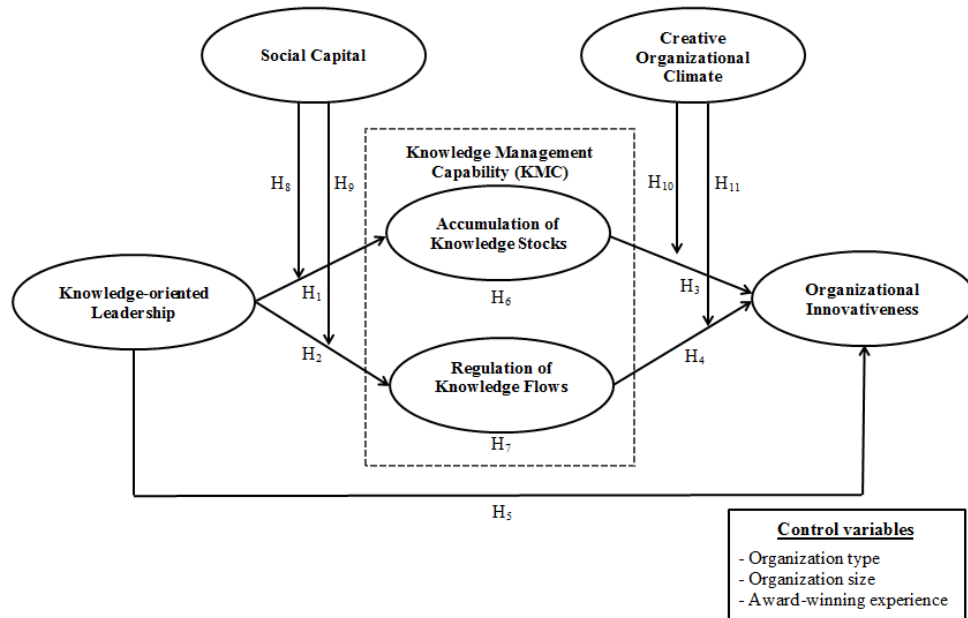 Social Capital
Creative
Organizational
Climate
Knowledge Management
Capability (KMC)
H8
H9
H10
H11
Accumulation of
Knowledge Stocks
Knowledge-oriented
Leadership
H1
H6
H3
Organizational
Innovativeness
H2
Regulation of
Knowledge Flows
H4
H7
H5
Control variables
- Organization type
- Organization size
- Award-winning experience